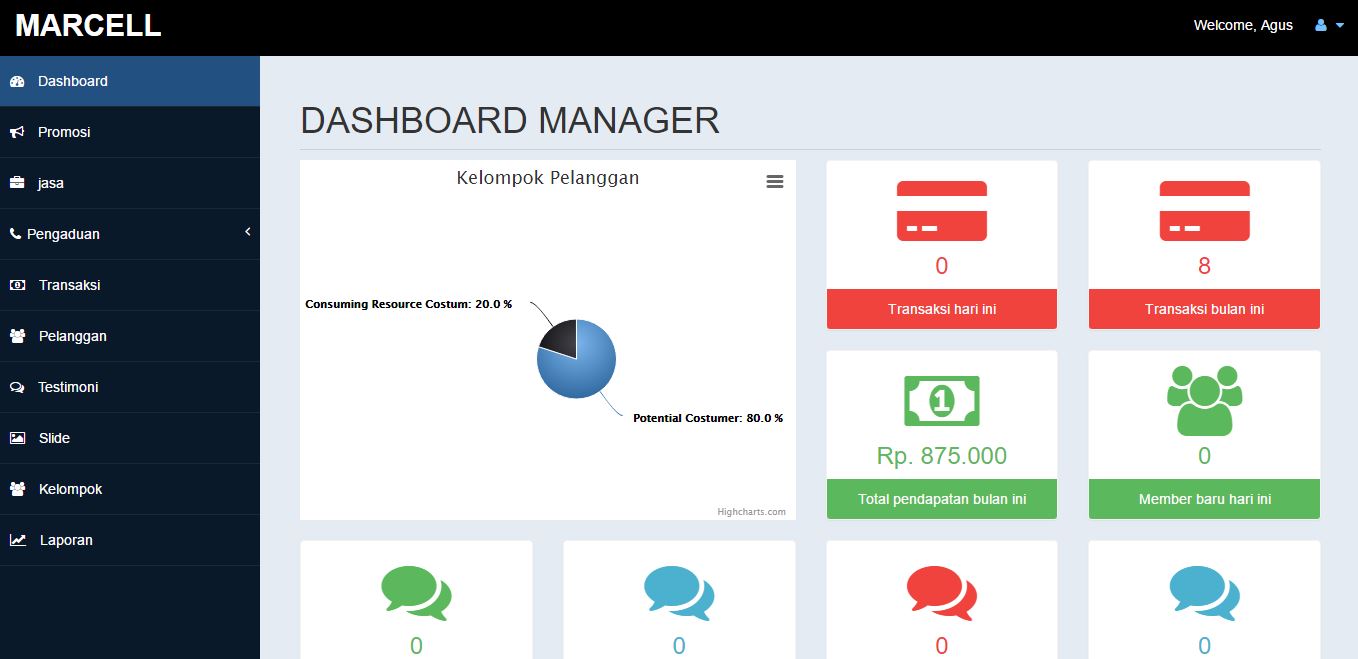 MARCELL
Welcome, Agus
Dashboard
Promosi
jasa
Pengaduan
Transaksi
Pelanggan
Testimoni
Slide
Kelompok
Laporan
DASHBOARD MANAGER
Kelompok Pelanggan
Consuming Resource Costum: 20.0 %
Potential Costumer: 80.0 %
Highcharts.com
0
Transaksi hari ini
8
Transaksi bulan ini
1
Rp. 875.000
Total pendapatan bulan ini
0
Member baru hari ini
0
0
0
0